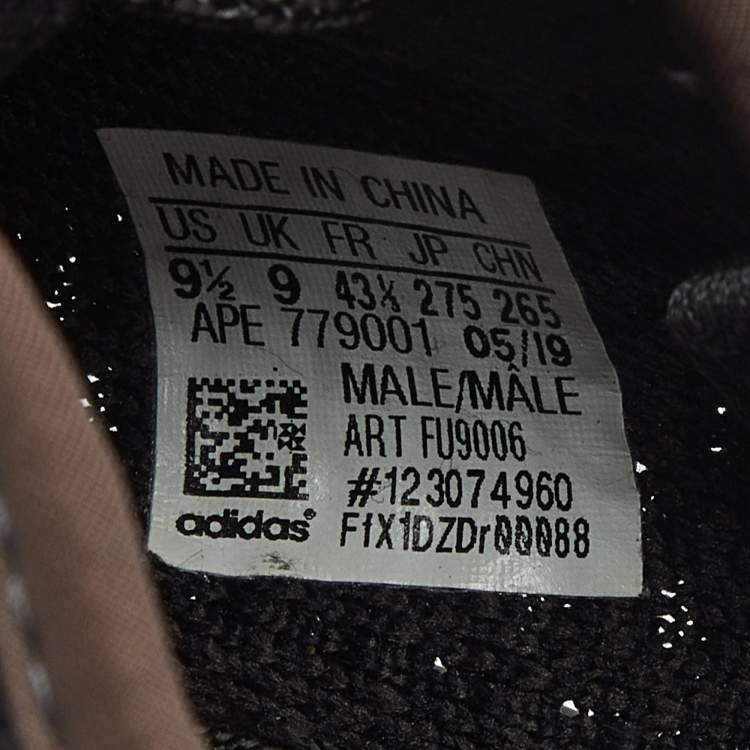 MADE IN CHINA
US UK FR JP CHN
9½ 9 43⅓ 275 265
APE 779001 05/19
MALE/MÂLE
ART FU9006
#123074960
adidas®
F1X1DZDr00088